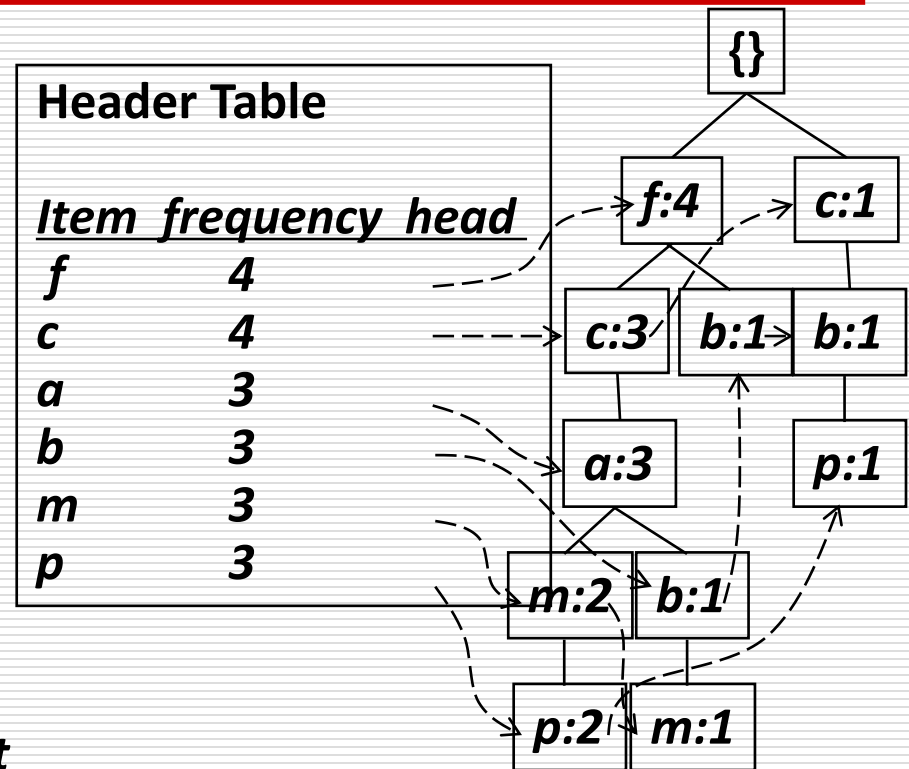 Header Table
Item frequency head
f 4
c 4
a 3
b 3
m 3
p 3
{}
f:4 c:1
c:3 b:1 b:1
a:3 p:1
m:2 b:1
p:2 m:1
t